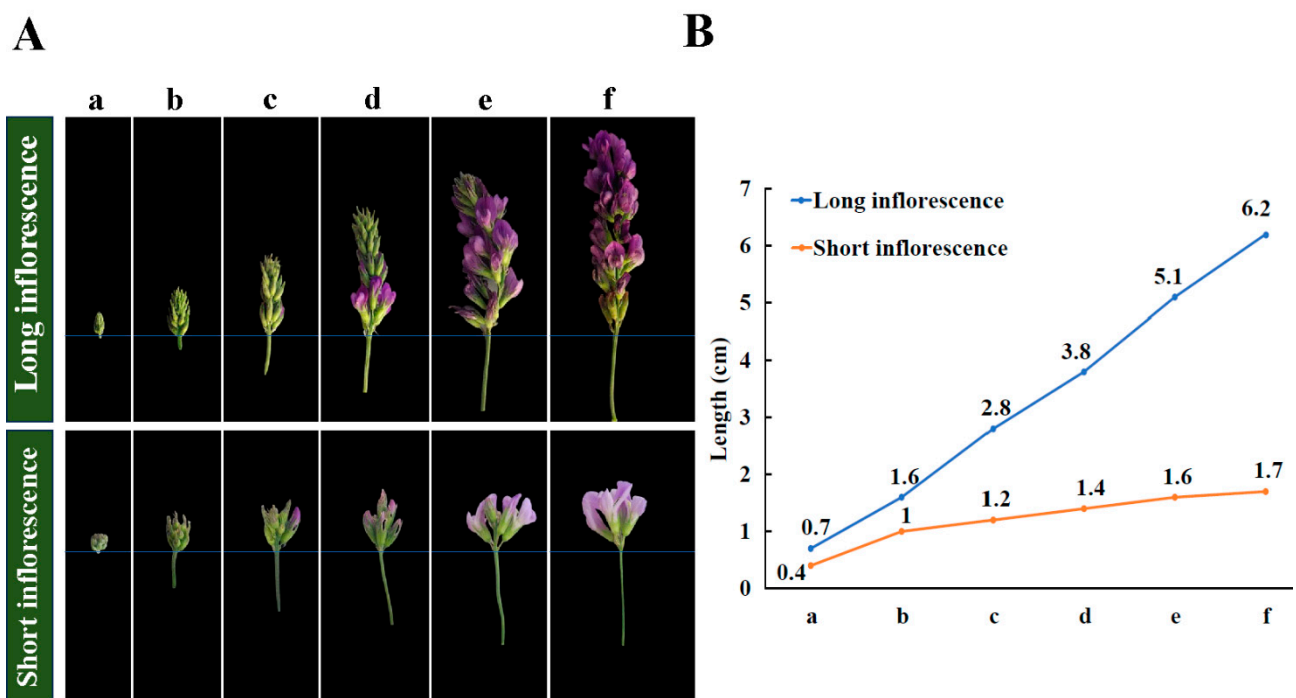 A
a b c d e f
Long inflorescence
Short inflorescence
B
Length (cm)
7
6
5
4
3
2
1
0
Long inflorescence
Short inflorescence
0.7
1.6
2.8
3.8
5.1
6.2
0.4
1
1.2
1.4
1.6
1.7
a b c d e f